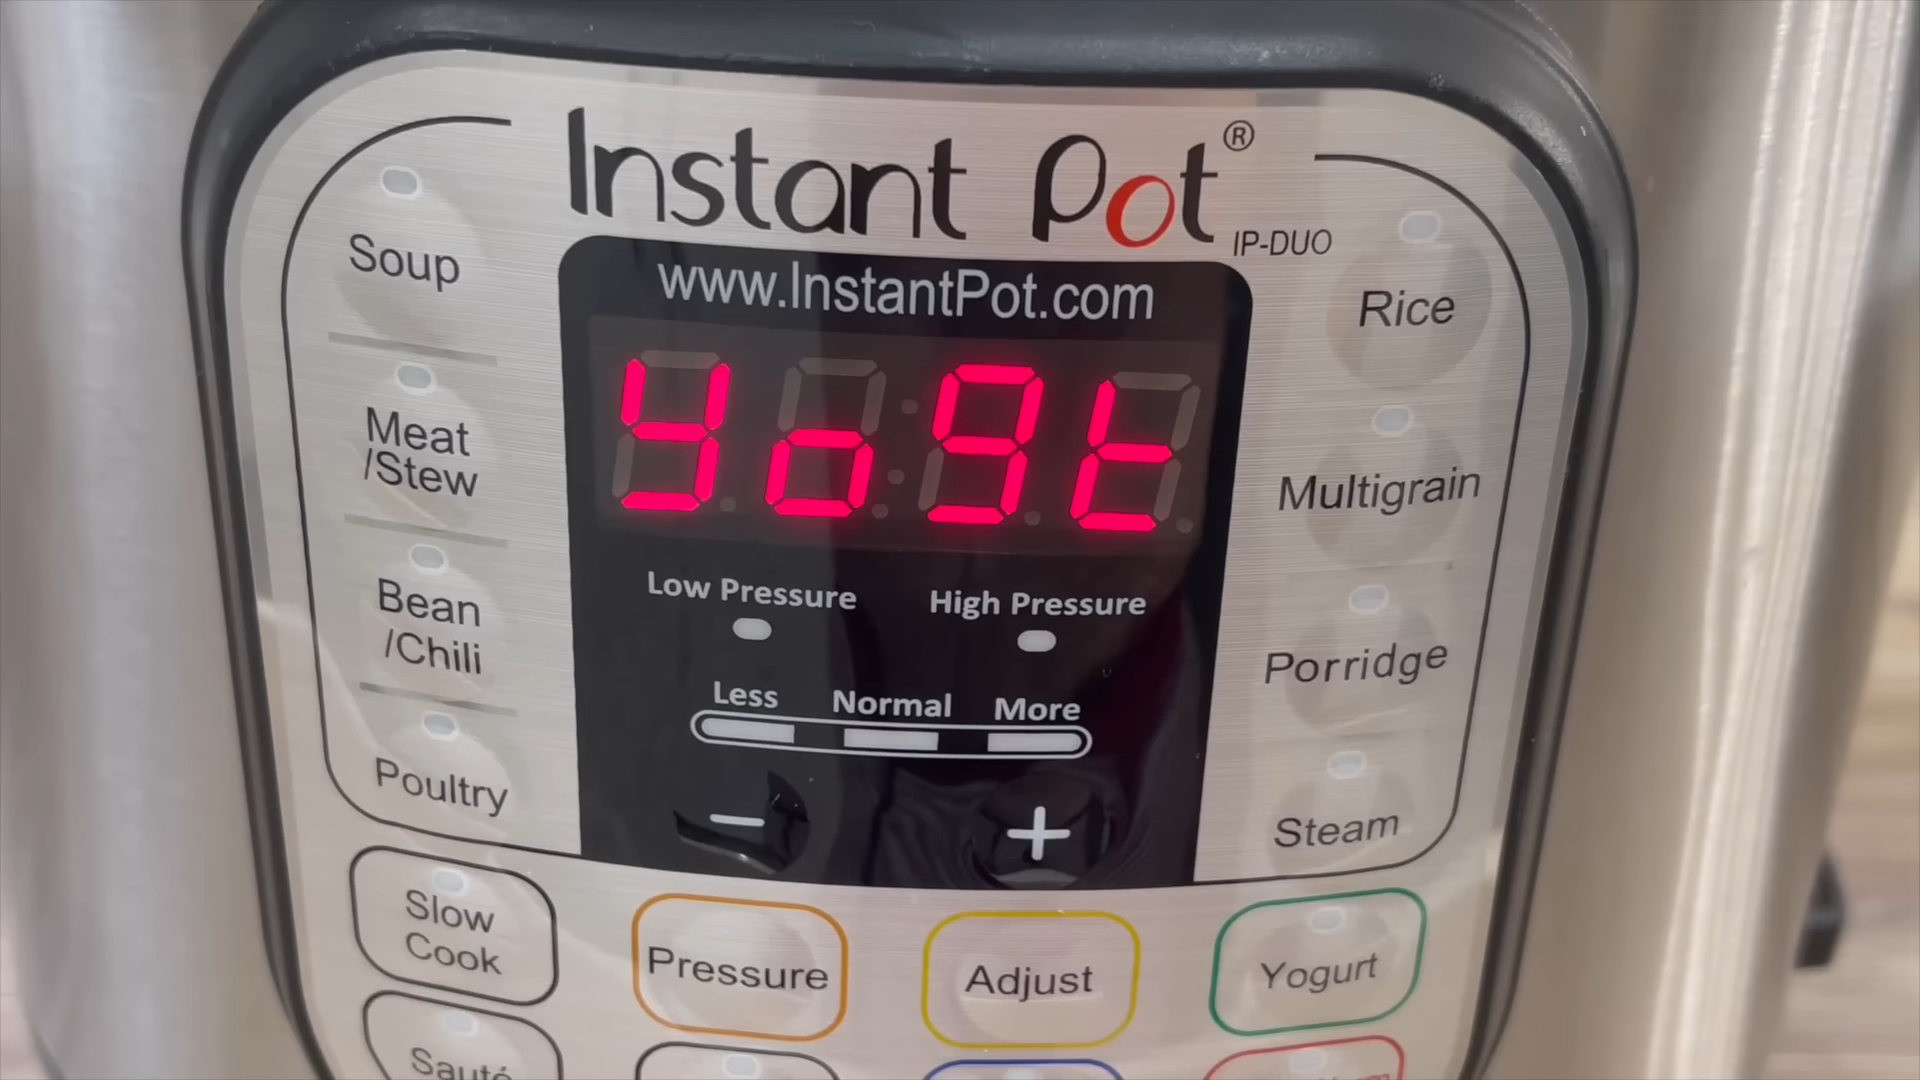 Instant Pot®
IP-DUO
www.InstantPot.com
yogt
Soup
Meat
/Stew
Bean
/Chili
Poultry
Rice
Multigrain
Porridge
Steam
Low Pressure
High Pressure
Less Normal More
− +
Slow
Cook
Pressure
Adjust
Yogurt
Sauté